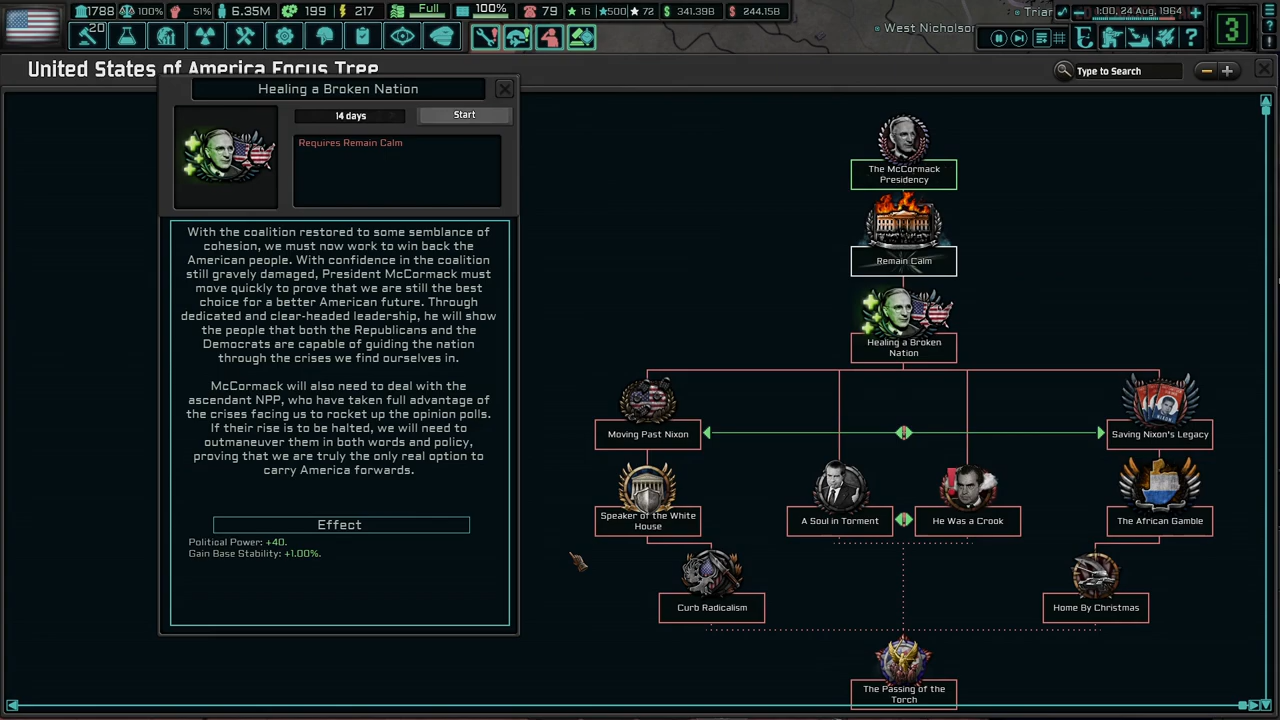 1788 100% 51% 6.35M 199 217 Full 100% 79 16 500 72 $ 341.398 $ 244.158
20
Triar
1:00, 24 Aug, 1964
3
West Nicholsor
United States of America Focus Tree
Type to Search
Healing a Broken Nation
14 days
Start
Requires Remain Calm
With the coalition restored to some semblance of
cohesion, we must now work to win back the
American people. With confidence in the coalition
still gravely damaged, President McCormack must
move quickly to prove that we are still the best
choice for a better American future. Through
dedicated and clear-headed leadership, he will show
the people that both the Republicans and the
Democrats are capable of guiding the nation
through the crises we find ourselves in.
McCormack will also need to deal with the
ascendant NPP, who have taken full advantage of
the crises facing us to rocket up the opinion polls.
If their rise is to be halted, we will need to
outmaneuver them in both words and policy,
proving that we are truly the only real option to
carry America forwards.
Effect
Political Power: +40.
Gain Base Stability: +1.00%.
The McCormack
Presidency
Remain Calm
Healing a Broken
Nation
Moving Past Nixon
Saving Nixon's Legacy
Speaker of the White
House
A Soul in Torment
He Was a Crook
The African Gamble
Curb Radicalism
Home By Christmas
The Passing of the
Torch